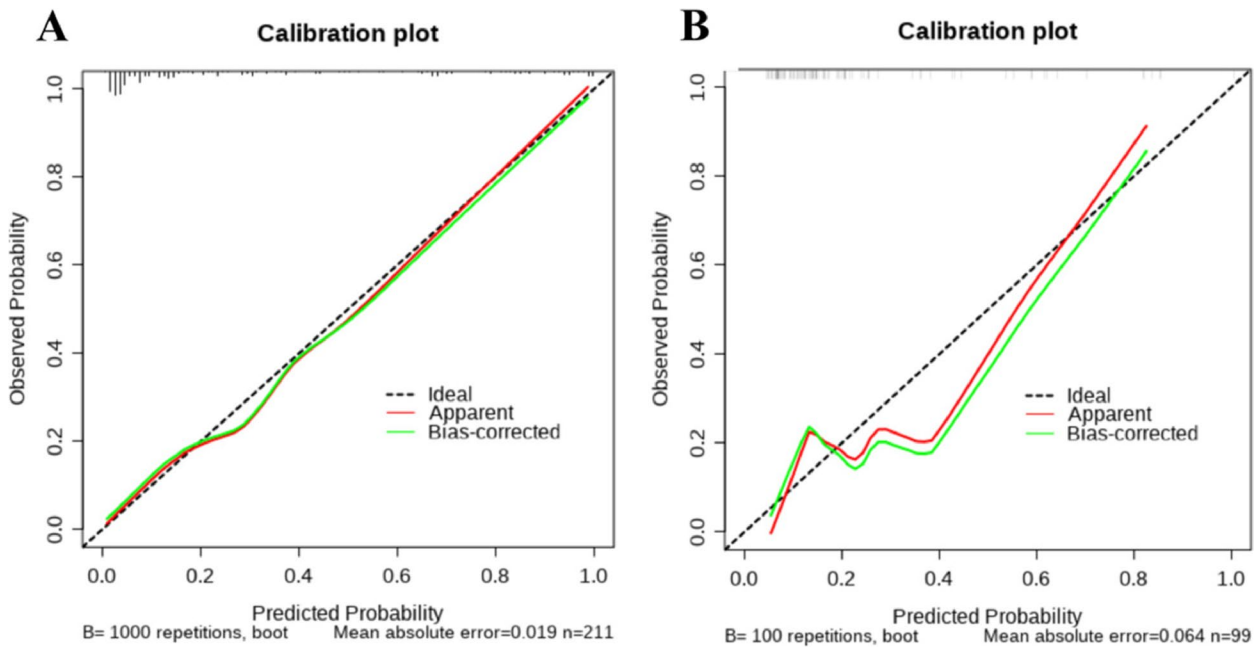 A
Calibration plot
Observed Probability
1.0
0.8
0.6
0.4
0.2
0.0
Ideal
Apparent
Bias-corrected
0.0 0.2 0.4 0.6 0.8 1.0
Predicted Probability
B= 1000 repetitions, boot Mean absolute error=0.019 n=211
B
Calibration plot
Observed Probability
1.0
0.8
0.6
0.4
0.2
0.0
Ideal
Apparent
Bias-corrected
0.0 0.2 0.4 0.6 0.8 1.0
Predicted Probability
B= 100 repetitions, boot Mean absolute error=0.064 n=99